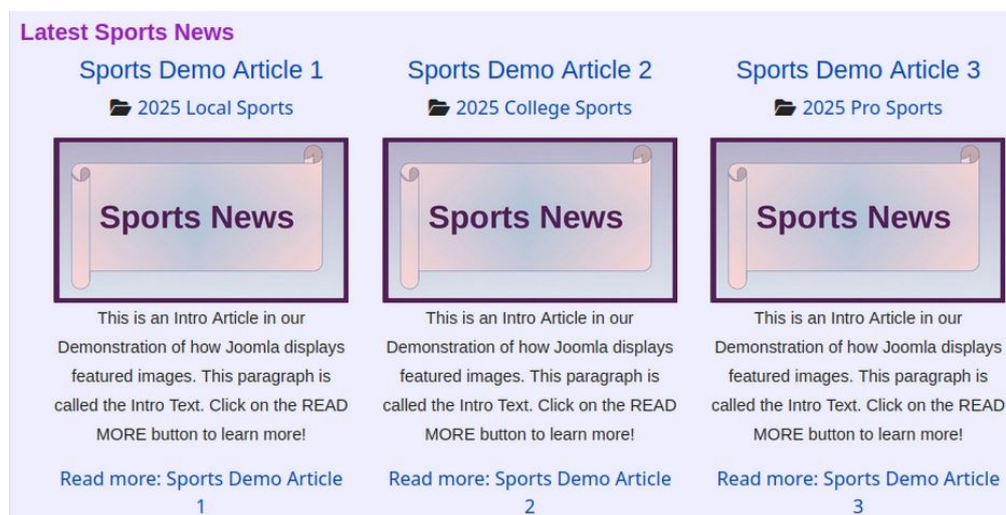 Latest Sports News
Sports Demo Article 1
2025 Local Sports
Sports News
This is an Intro Article in our
Demonstration of how Joomla displays
featured images. This paragraph is
called the Intro Text. Click on the READ
MORE button to learn more!
Read more: Sports Demo Article
1
Sports Demo Article 2
2025 College Sports
Sports News
This is an Intro Article in our
Demonstration of how Joomla displays
featured images. This paragraph is
called the Intro Text. Click on the READ
MORE button to learn more!
Read more: Sports Demo Article
2
Sports Demo Article 3
2025 Pro Sports
Sports News
This is an Intro Article in our
Demonstration of how Joomla displays
featured images. This paragraph is
called the Intro Text. Click on the READ
MORE button to learn more!
Read more: Sports Demo Article
3